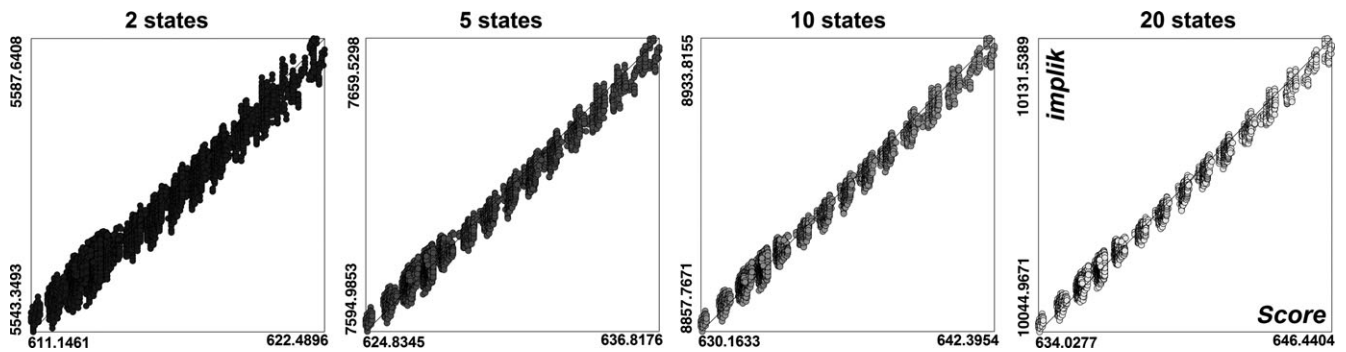 2 states
5587.6408
5543.3493
611.1461
622.4896
5 states
7659.5298
7594.9853
624.8345
636.8176
10 states
8933.8155
8857.7671
630.1633
642.3954
20 states
10131.5389
10044.9671
implik
Score
634.0277
646.4404